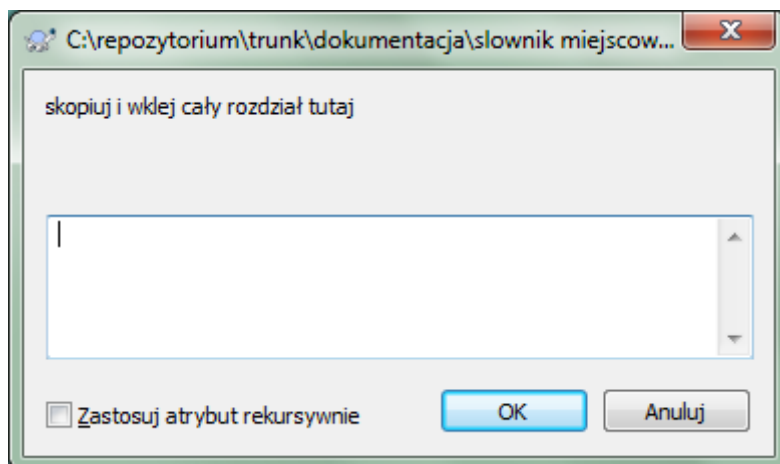 C:\repozytorium\trunk\dokumentacja\slownik miejscow...
skopiuj i wklej cały rozdział tutaj
Zastosuj atrybut rekursywnie
OK
Anuluj